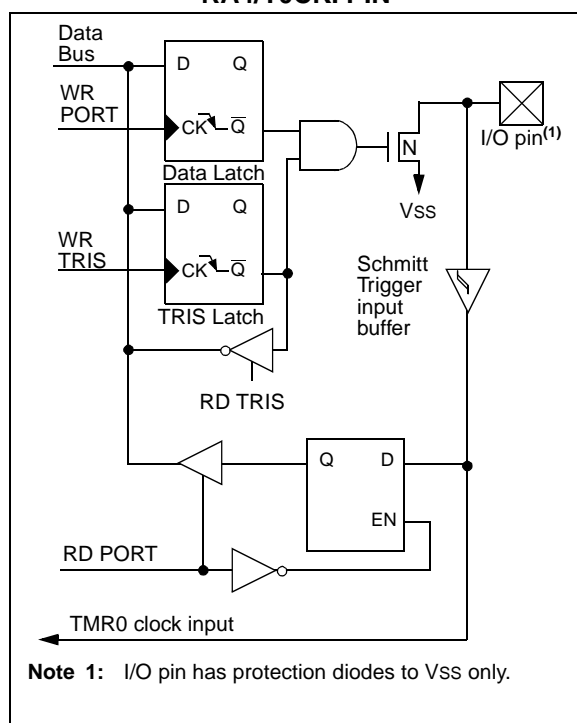 RA4/T0CKI PIN
Data
Bus
D Q
WR
PORT
CK Q
Data Latch
N
I/O pin(1)
VSS
D Q
WR
TRIS
CK Q
TRIS Latch
Schmitt
Trigger
input
buffer
RD TRIS
Q D
EN
RD PORT
TMR0 clock input
Note 1: I/O pin has protection diodes to VSS only.